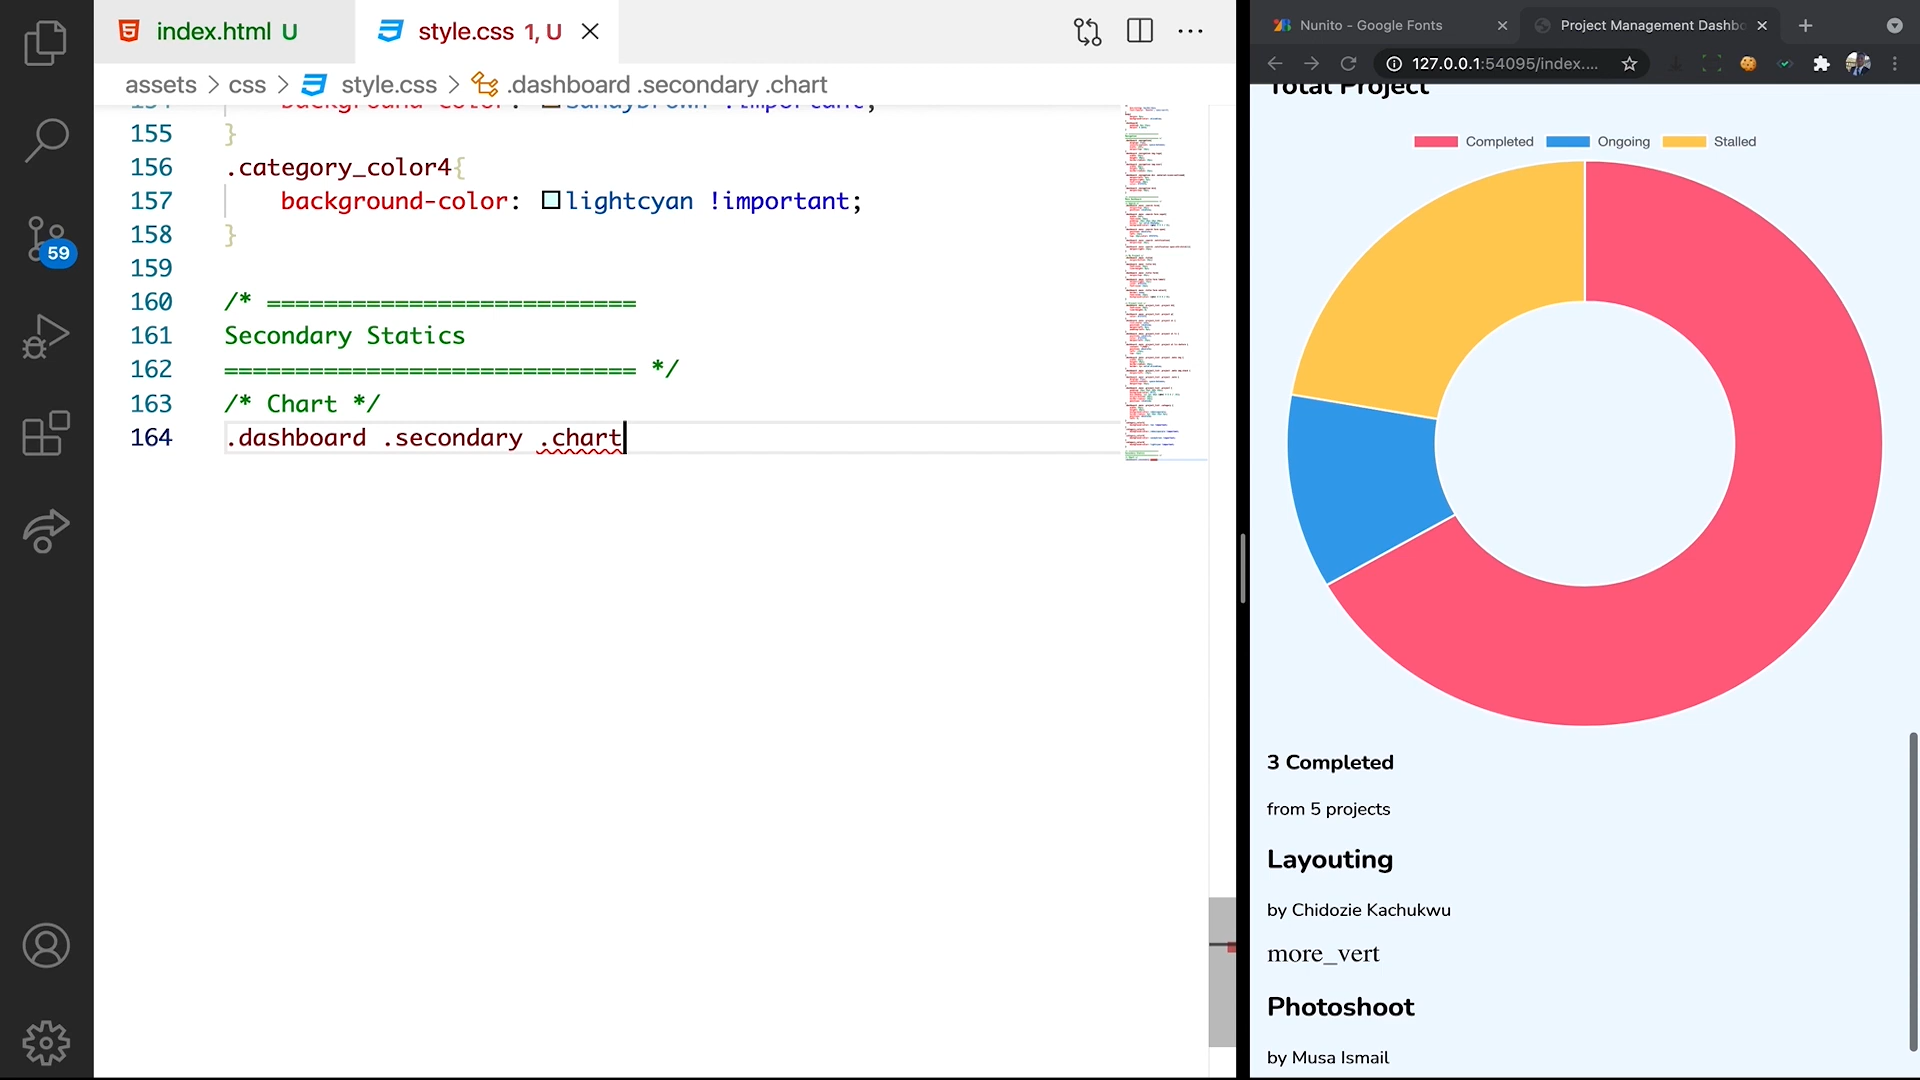 index.html U
style.css 1, U
assets > css > style.css > .dashboard .secondary .chart
155 }
156 .category_color4{
157 background-color: lightcyan !important;
158 }
159
160 /* ==========================
161 Secondary Statics
162 ============================= */
163 /* Chart */
164 .dashboard .secondary .chart
59
Nunito - Google Fonts
Project Management Dashbo
127.0.0.1:54095/index....
Total Project
Completed Ongoing Stalled
3 Completed
from 5 projects
Layouting
by Chidozie Kachukwu
more_vert
Photoshoot
by Musa Ismail